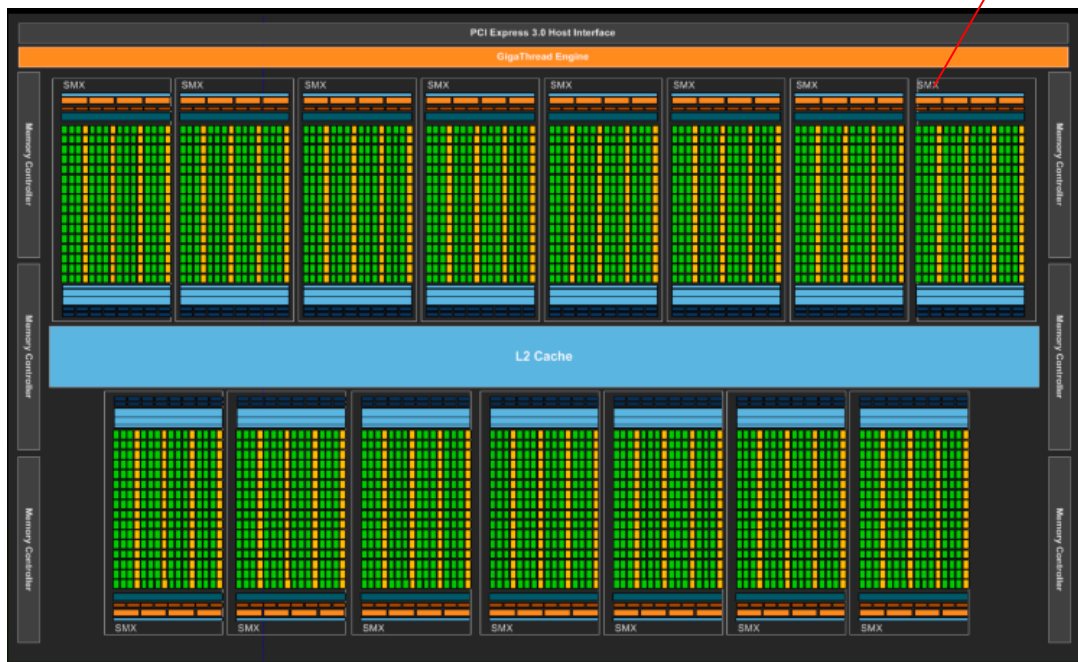 PCI Express 3.0 Host Interface
GigaThread Engine
SMX
SMX
SMX
SMX
SMX
SMX
SMX
SMX
Memory Controller
Memory Controller
Memory Controller
Memory Controller
L2 Cache
Memory Controller
Memory Controller
SMX
SMX
SMX
SMX
SMX
SMX
SMX